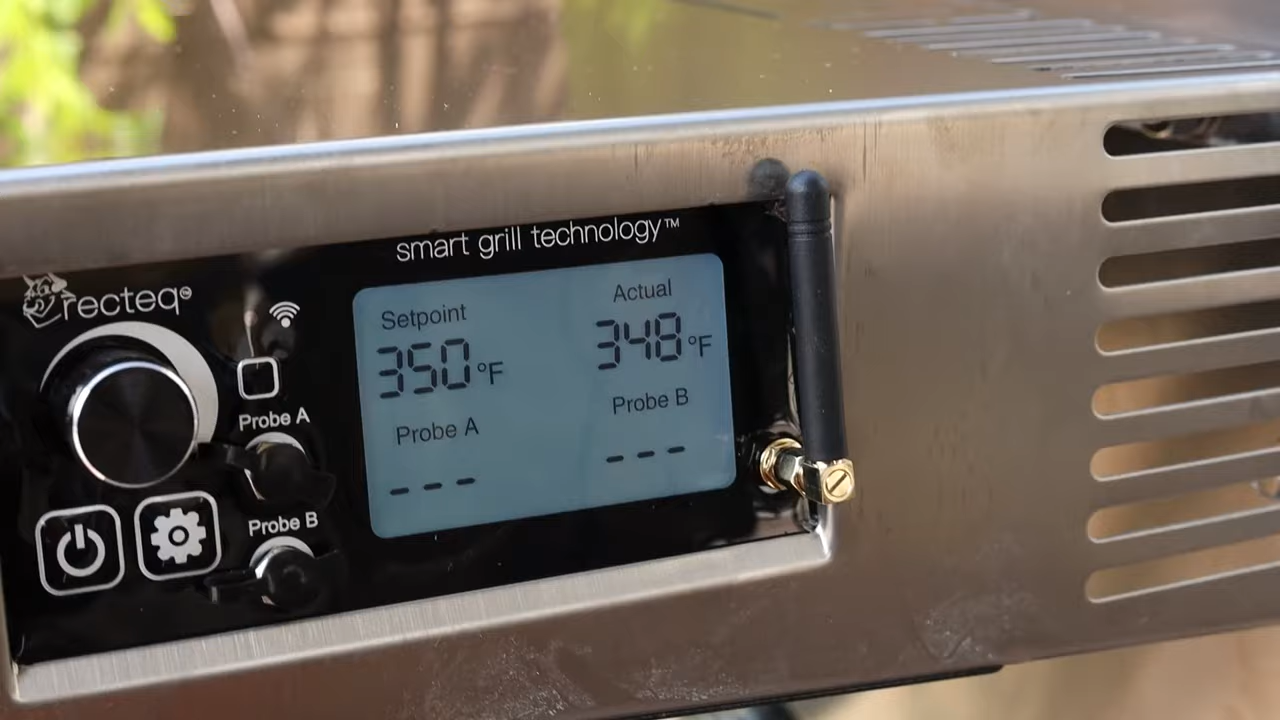 smart grill technology™
recteq®
Setpoint
350°F
Actual
348°F
Probe A
---
Probe B
---
Probe A
Probe B